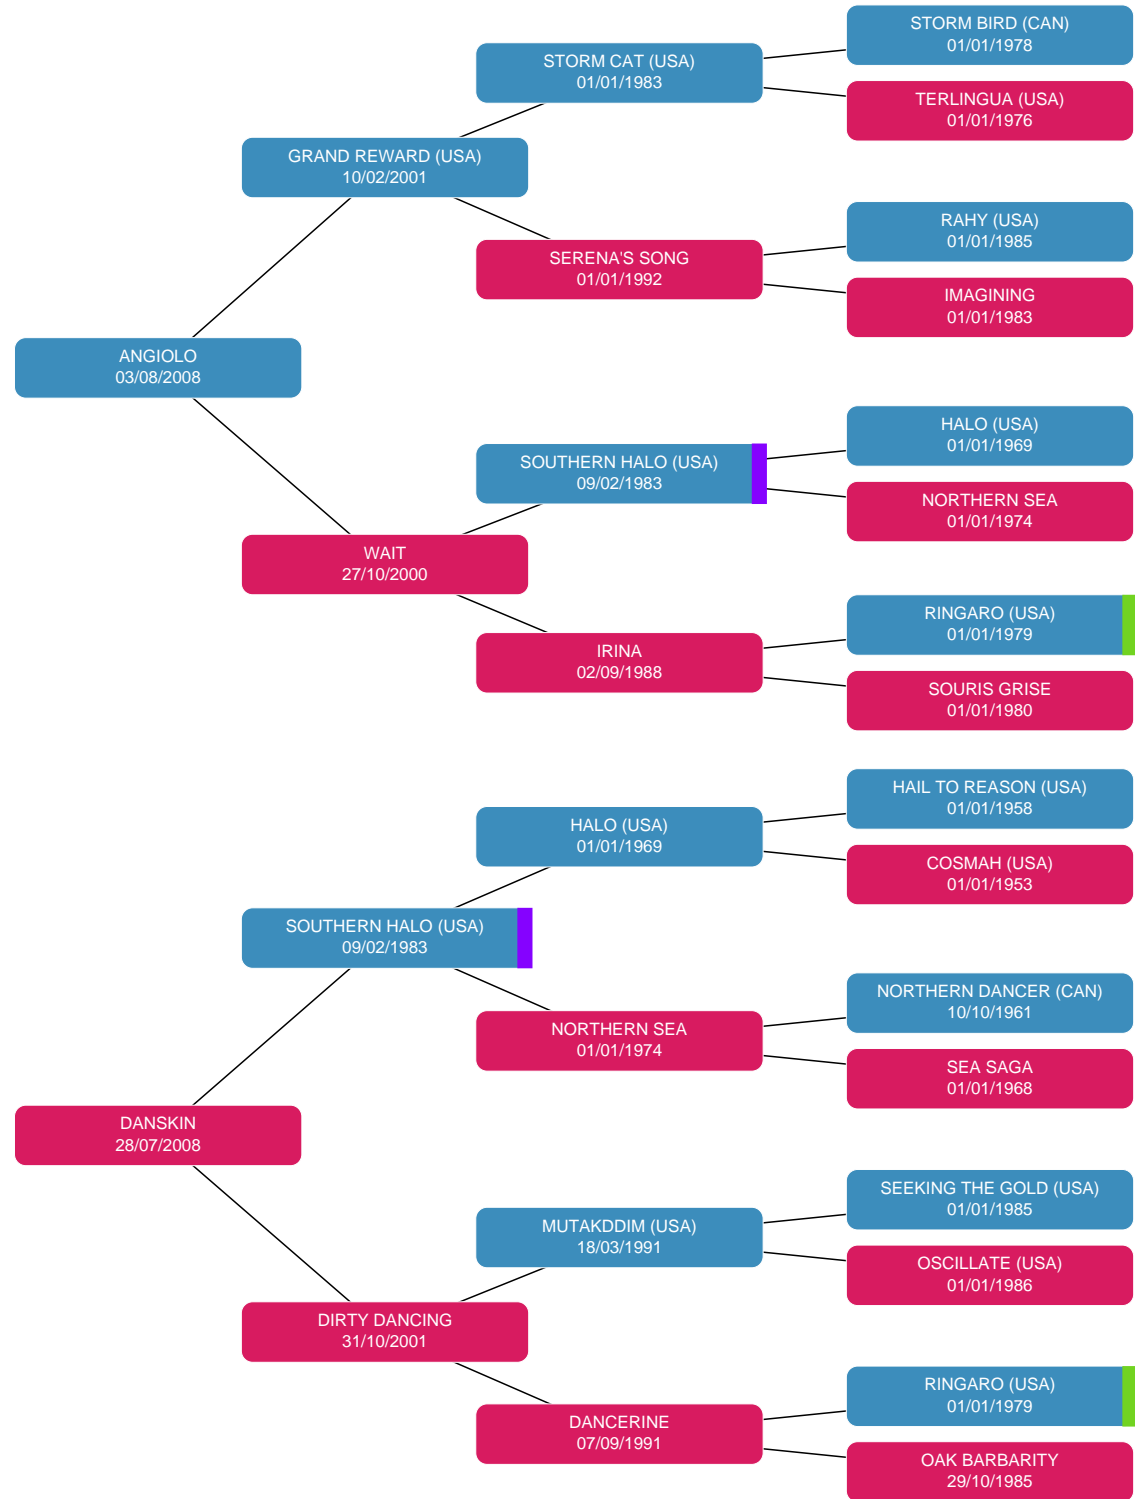 STORM BIRD (CAN)
01/01/1978
STORM CAT (USA)
01/01/1983
TERLINGUA (USA)
01/01/1976
GRAND REWARD (USA)
10/02/2001
RAHY (USA)
01/01/1985
SERENA'S SONG
01/01/1992
IMAGINING
01/01/1983
ANGIOLO
03/08/2008
HALO (USA)
01/01/1969
SOUTHERN HALO (USA)
09/02/1983
NORTHERN SEA
01/01/1974
WAIT
27/10/2000
RINGARO (USA)
01/01/1979
IRINA
02/09/1988
SOURIS GRISE
01/01/1980
HAIL TO REASON (USA)
01/01/1958
HALO (USA)
01/01/1969
COSMAH (USA)
01/01/1953
SOUTHERN HALO (USA)
09/02/1983
NORTHERN DANCER (CAN)
10/10/1961
NORTHERN SEA
01/01/1974
SEA SAGA
01/01/1968
DANSKIN
28/07/2008
SEEKING THE GOLD (USA)
01/01/1985
MUTAKDDIM (USA)
18/03/1991
OSCILLATE (USA)
01/01/1986
DIRTY DANCING
31/10/2001
RINGARO (USA)
01/01/1979
DANCERINE
07/09/1991
OAK BARBARITY
29/10/1985